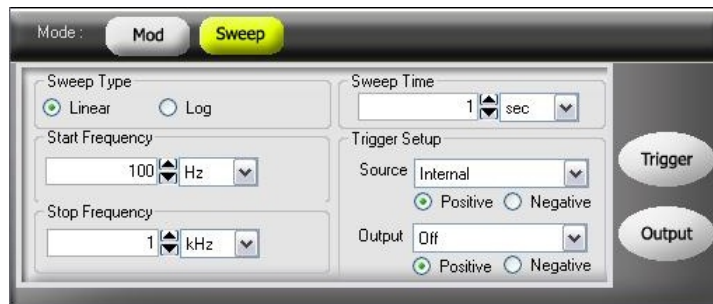 Mode :
Mod
Sweep
Sweep Type
Linear
Log
Start Frequency
100
Hz
Stop Frequency
1
kHz
Sweep Time
1
sec
Trigger Setup
Source
Internal
Positive
Negative
Output
Off
Positive
Negative
Trigger
Output